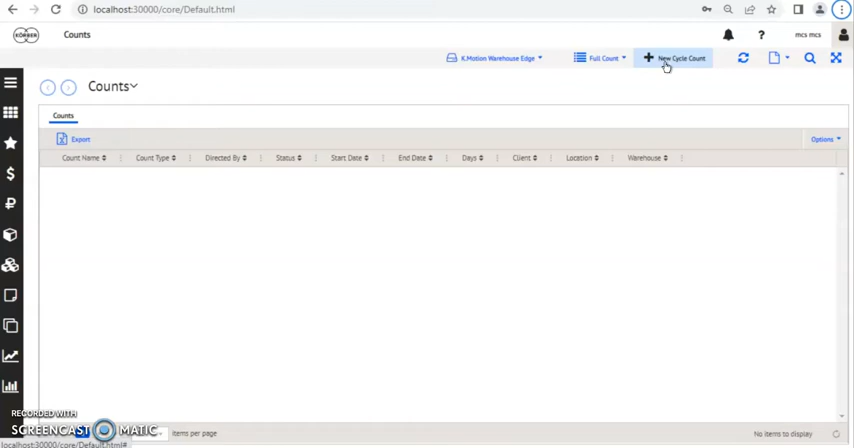 localhost:30000/core/Default.html
KÖRBER Counts ? mcs mcs
K.Motion Warehouse Edge Full Count New Cycle Count
Counts
Counts
Export Options
Count Name Count Type Directed By Status Start Date End Date Days Client Location Warehouse
RECORDED WITH
SCREENCAST MATIC
items per page No items to display
localhost:30000/core/Default.html#